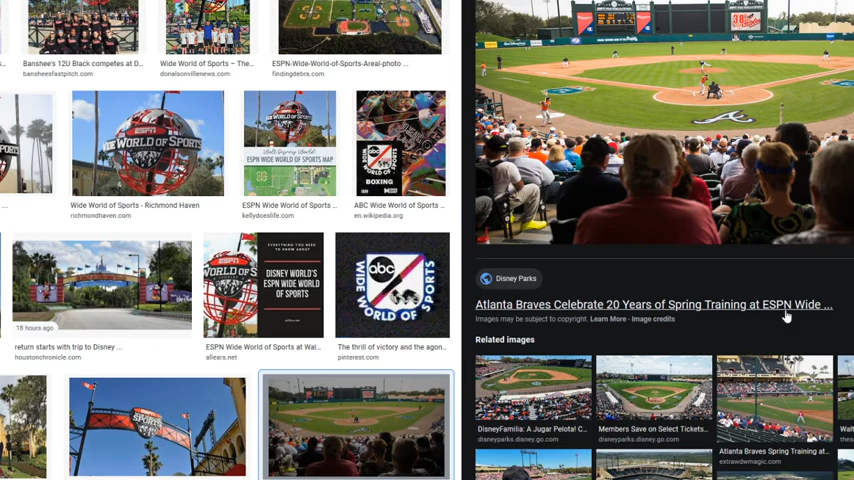 Banshee's 12U Black competes at D...
bansheesfastpitch.com
Wide World of Sports – The...
donalsonvillenews.com
ESPN-Wide-World-of-Sports-Areal-photo ...
findingdebra.com
ESPN
WIDE WORLD OF SPORTS
Wide World of Sports - Richmond Haven
richmondhaven.com
Walt Disney World:
ESPN WIDE WORLD OF SPORTS MAP
ESPN Wide World of Sports ...
kellydoeslife.com
abc
BOXING
ABC Wide World of Sports ...
en.wikipedia.org
...
18 hours ago
return starts with trip to Disney ...
houstonchronicle.com
EVERYTHING YOU NEED
TO KNOW ABOUT
DISNEY WORLD'S
ESPN WIDE WORLD
OF SPORTS
ESPN Wide World of Sports at Wal...
allears.net
abc
WIDE WORLD OF SPORTS
The thrill of victory and the agon...
pinterest.com
Disney Parks
Atlanta Braves Celebrate 20 Years of Spring Training at ESPN Wide ...
Images may be subject to copyright. Learn More - Image credits
Related images
DisneyFamilia: A Jugar Pelota! C...
disneyparks.disney.go.com
Members Save on Select Tickets...
disneyparks.disney.go.com
Atlanta Braves Spring Training at...
extrawdwmagic.com
Walt
thes